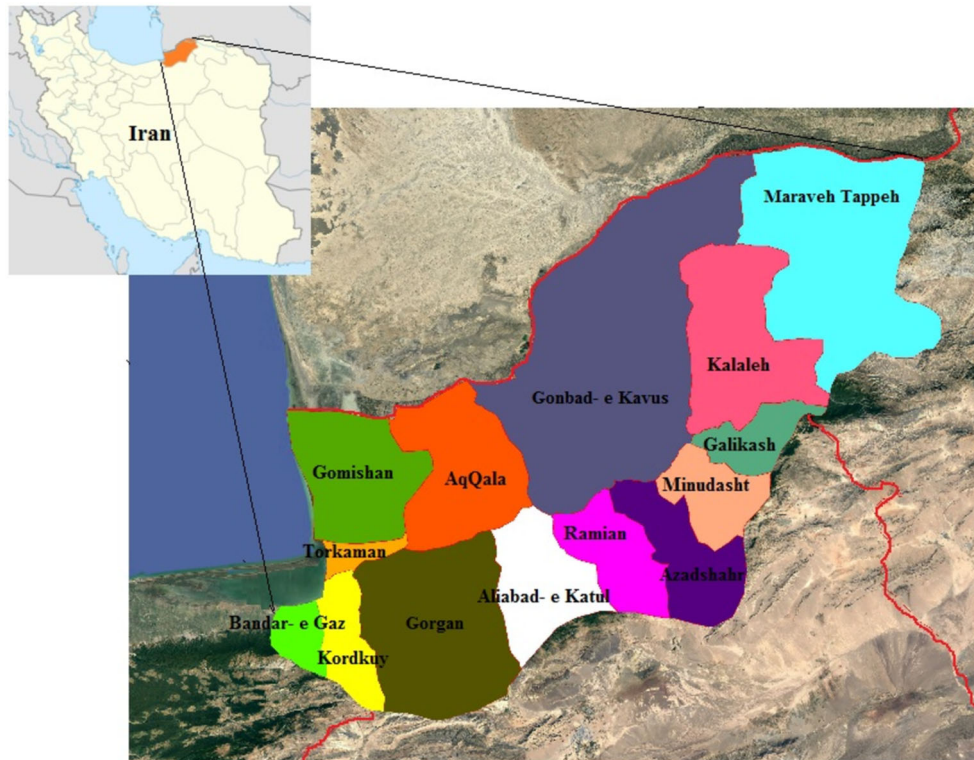 Iran
Maraveh Tappeh
Kalaleh
Gonbad- e Kavus
Galikash
Gomishan
AqQala
Minudasht
Ramian
Torkaman
Azadshahr
Aliabad- e Katul
Bandar- e Gaz
Gorgan
Kordkuy